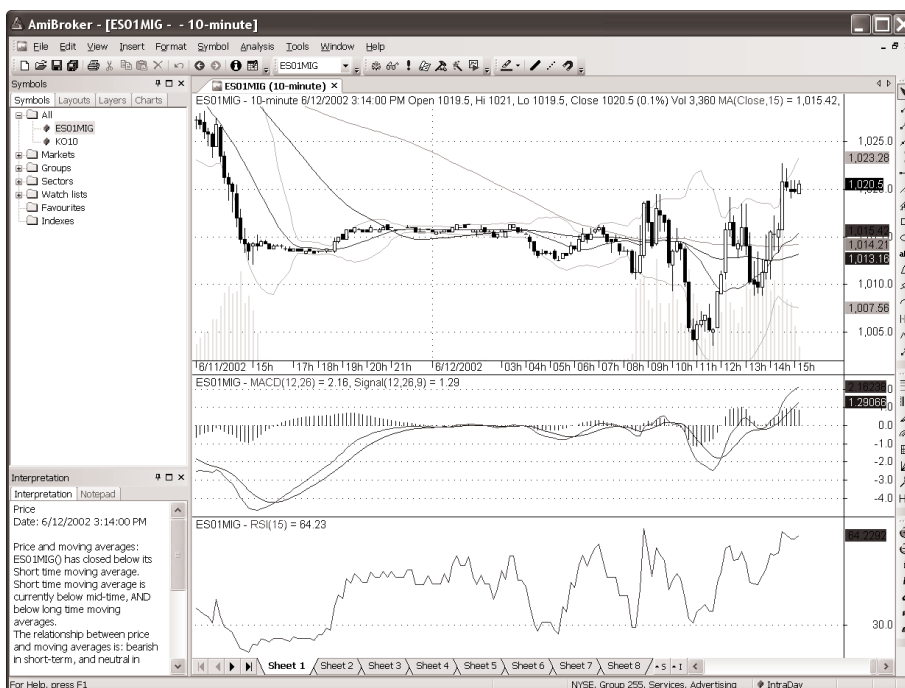 AmiBroker - [ES01MIG - - 10-minute]
File Edit View Insert Format Symbol Analysis Tools Window Help
ES01MIG
Symbols
Symbols Layouts Layers Charts
All
ES01MIG
KO10
Markets
Groups
Sectors
Watch lists
Favourites
Indexes
ES01MIG (10-minute)
ES01MIG - 10-minute 6/12/2002 3:14:00 PM Open 1019.5, Hi 1021, Lo 1019.5, Close 1020.5 (0.1%) Vol 3,360 MA(Close,15) = 1,015.42,
1,025.0
1,023.28
1,020.5
1,015.42
1,014.21
1,013.16
1,010.0
1,007.56
1,005.0
6/11/2002 15h 17h 18h 19h 20h 21h 6/12/2002 03h 04h 05h 06h 07h 08h 09h 10h 11h 12h 13h 14h 15h
ES01MIG - MACD(12,26) = 2.16, Signal(12,26,9) = 1.29
2.16236
1.29066
0.0
-1.0
-2.0
-3.0
-4.0
ES01MIG - RSI(15) = 64.23
64.2292
30.0
Interpretation
Interpretation Notepad
Price
Date: 6/12/2002 3:14:00 PM
Price and moving averages:
ES01MIG() has closed below its
Short time moving average.
Short time moving average is
currently below mid-time, AND
below long time moving
averages.
The relationship between price
and moving averages is: bearish
in short-term, and neutral in
Sheet 1 Sheet 2 Sheet 3 Sheet 4 Sheet 5 Sheet 6 Sheet 7 Sheet 8 S I
For Help, press F1
NYSE, Group 255, Services, Advertising IntraDay